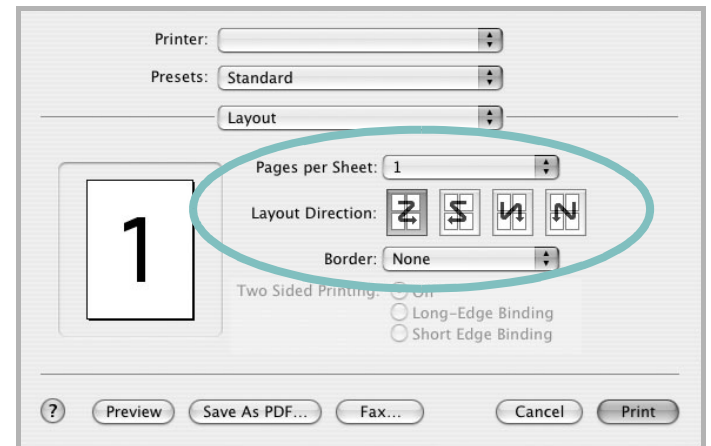 Printer:
Presets: Standard
Layout
Pages per Sheet: 1
Layout Direction:
1
Border: None
Two Sided Printing: Off
Long-Edge Binding
Short Edge Binding
? Preview Save As PDF... Fax... Cancel Print